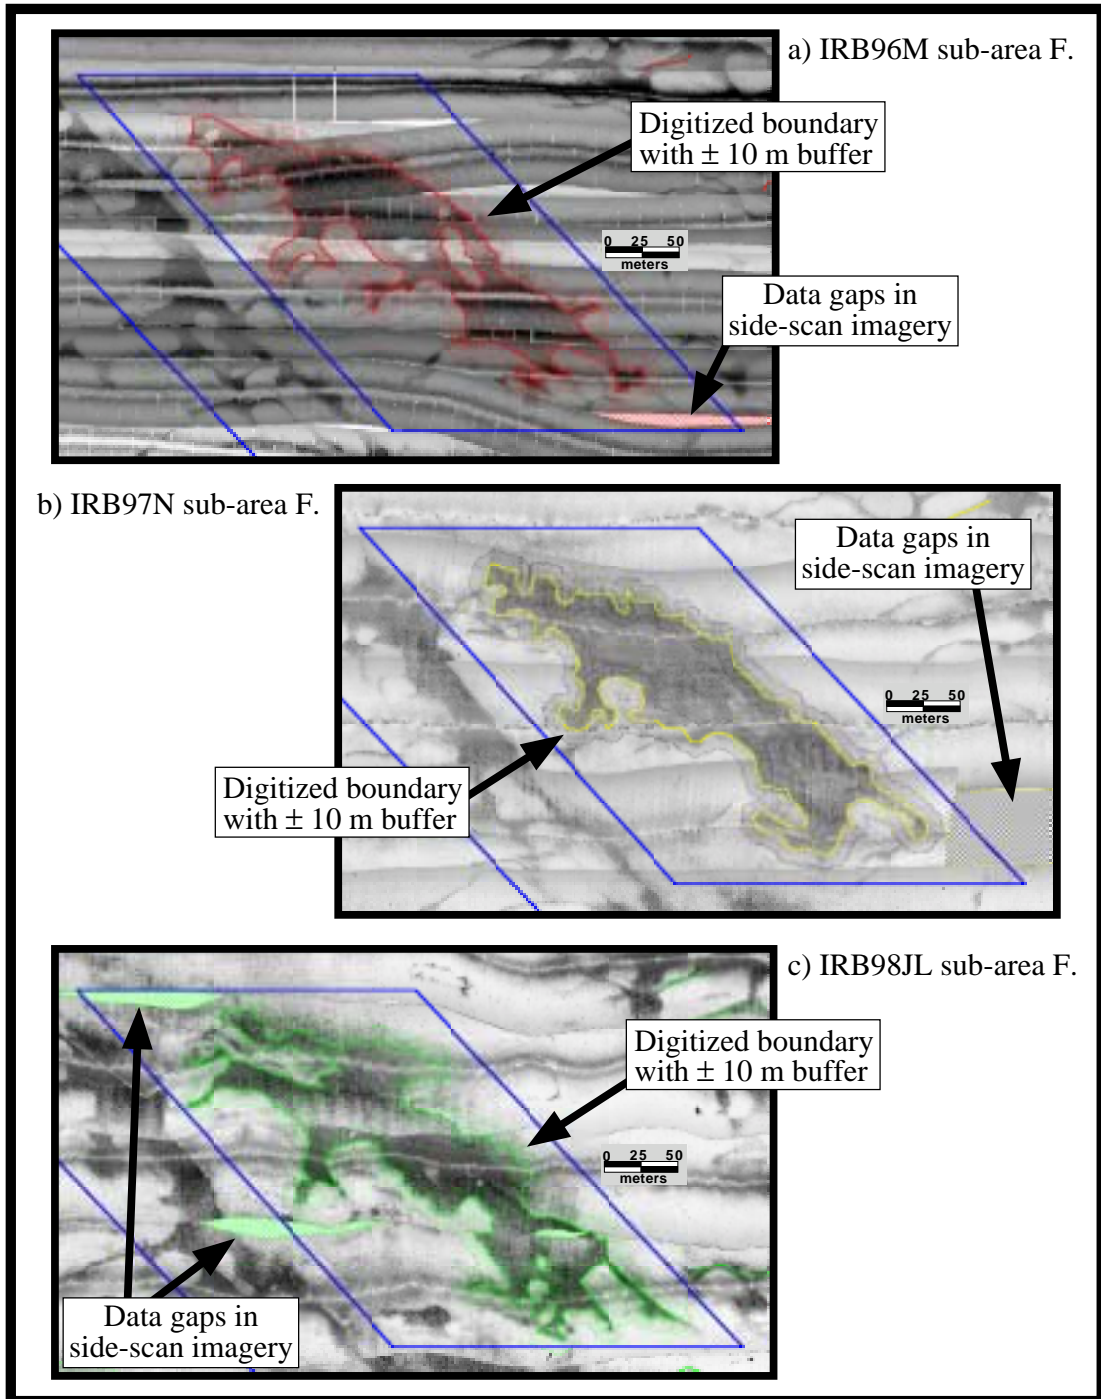 a) IRB96M sub-area F.
Digitized boundary
with ± 10 m buffer
0 25 50
meters
Data gaps in
side-scan imagery
b) IRB97N sub-area F.
Data gaps in
side-scan imagery
0 25 50
meters
Digitized boundary
with ± 10 m buffer
c) IRB98JL sub-area F.
Digitized boundary
with ± 10 m buffer
0 25 50
meters
Data gaps in
side-scan imagery